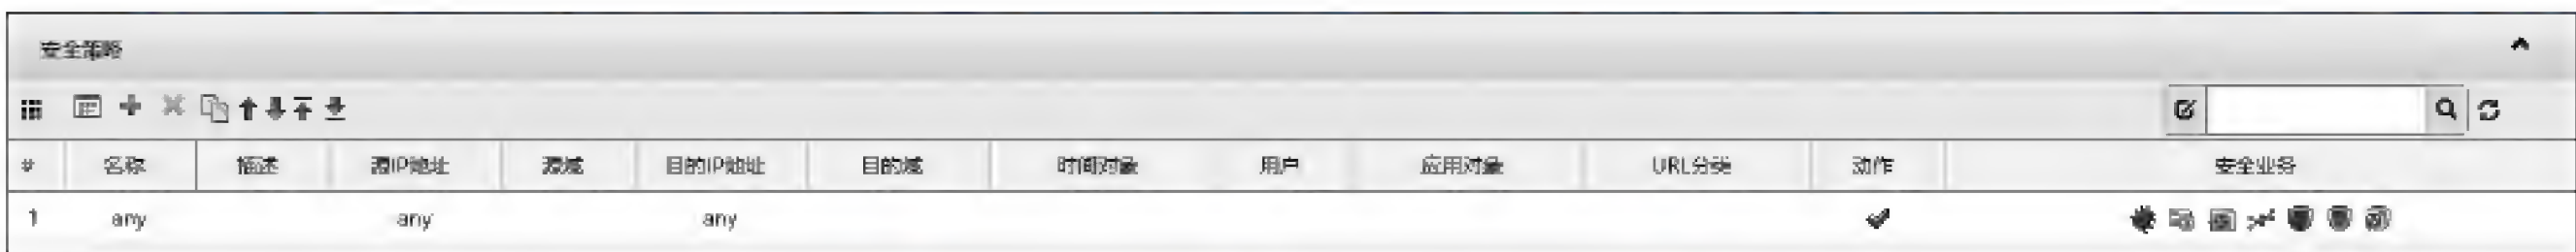 安全策略
# 名称 描述 源IP地址 源域 目的IP地址 目的域 时间对象 用户 应用对象 URL分类 动作 安全业务
1 any any any